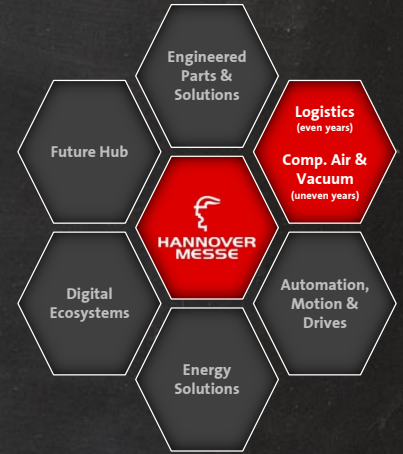 Engineered
Parts &
Solutions
Logistics
(even years)
Comp. Air &
Vacuum
(uneven years)
Future Hub
HANNOVER
MESSE
Digital
Ecosystems
Automation,
Motion &
Drives
Energy
Solutions